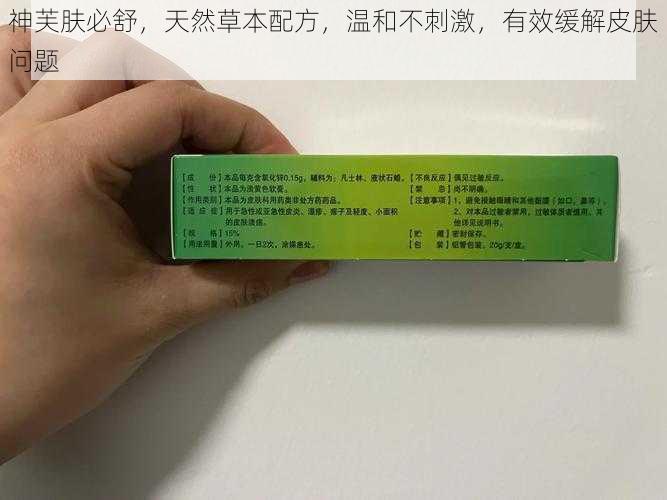 神芙肤必舒，天然草本配方，温和不刺激，有效缓解皮肤
问题
【成　份】本品每克含氧化锌0.15g，辅料为：凡士林、液状石蜡。
【性　状】本品为淡黄色软膏。
【作用类别】本品为皮肤科用药类非处方药药品。
【适应症】用于急性或亚急性皮炎、湿疹、痱子及轻度、小面积
的皮肤溃疡。
【规　格】15%
【用法用量】外用，一日2次，涂搽患处。
【不良反应】偶见过敏反应。
【禁　忌】尚不明确。
【注意事项】1、避免接触眼睛和其他黏膜（如口、鼻等）。
2、对本品过敏者禁用，过敏体质者慎用。其
他详见说明书。
【贮　藏】密封保存。
【包　装】铝管包装，20g/支/盒。